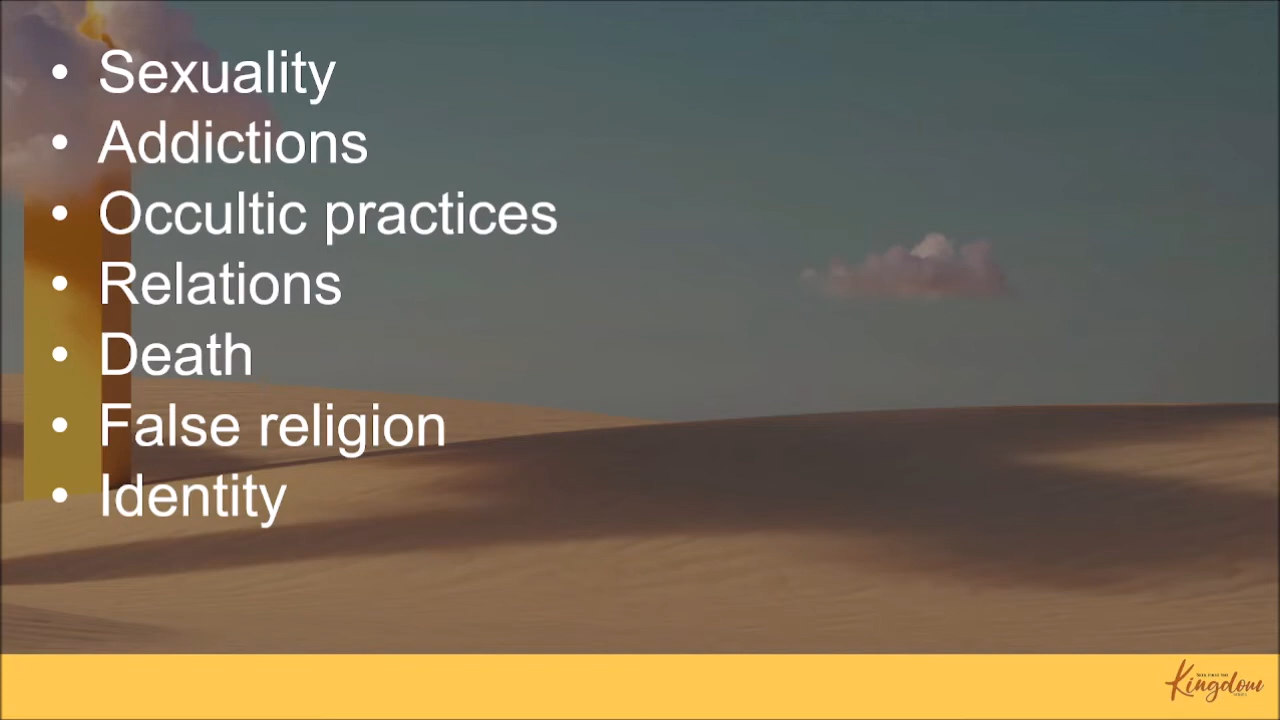 • Sexuality
• Addictions
• Occultic practices
• Relations
• Death
• False religion
• Identity
Kingdom